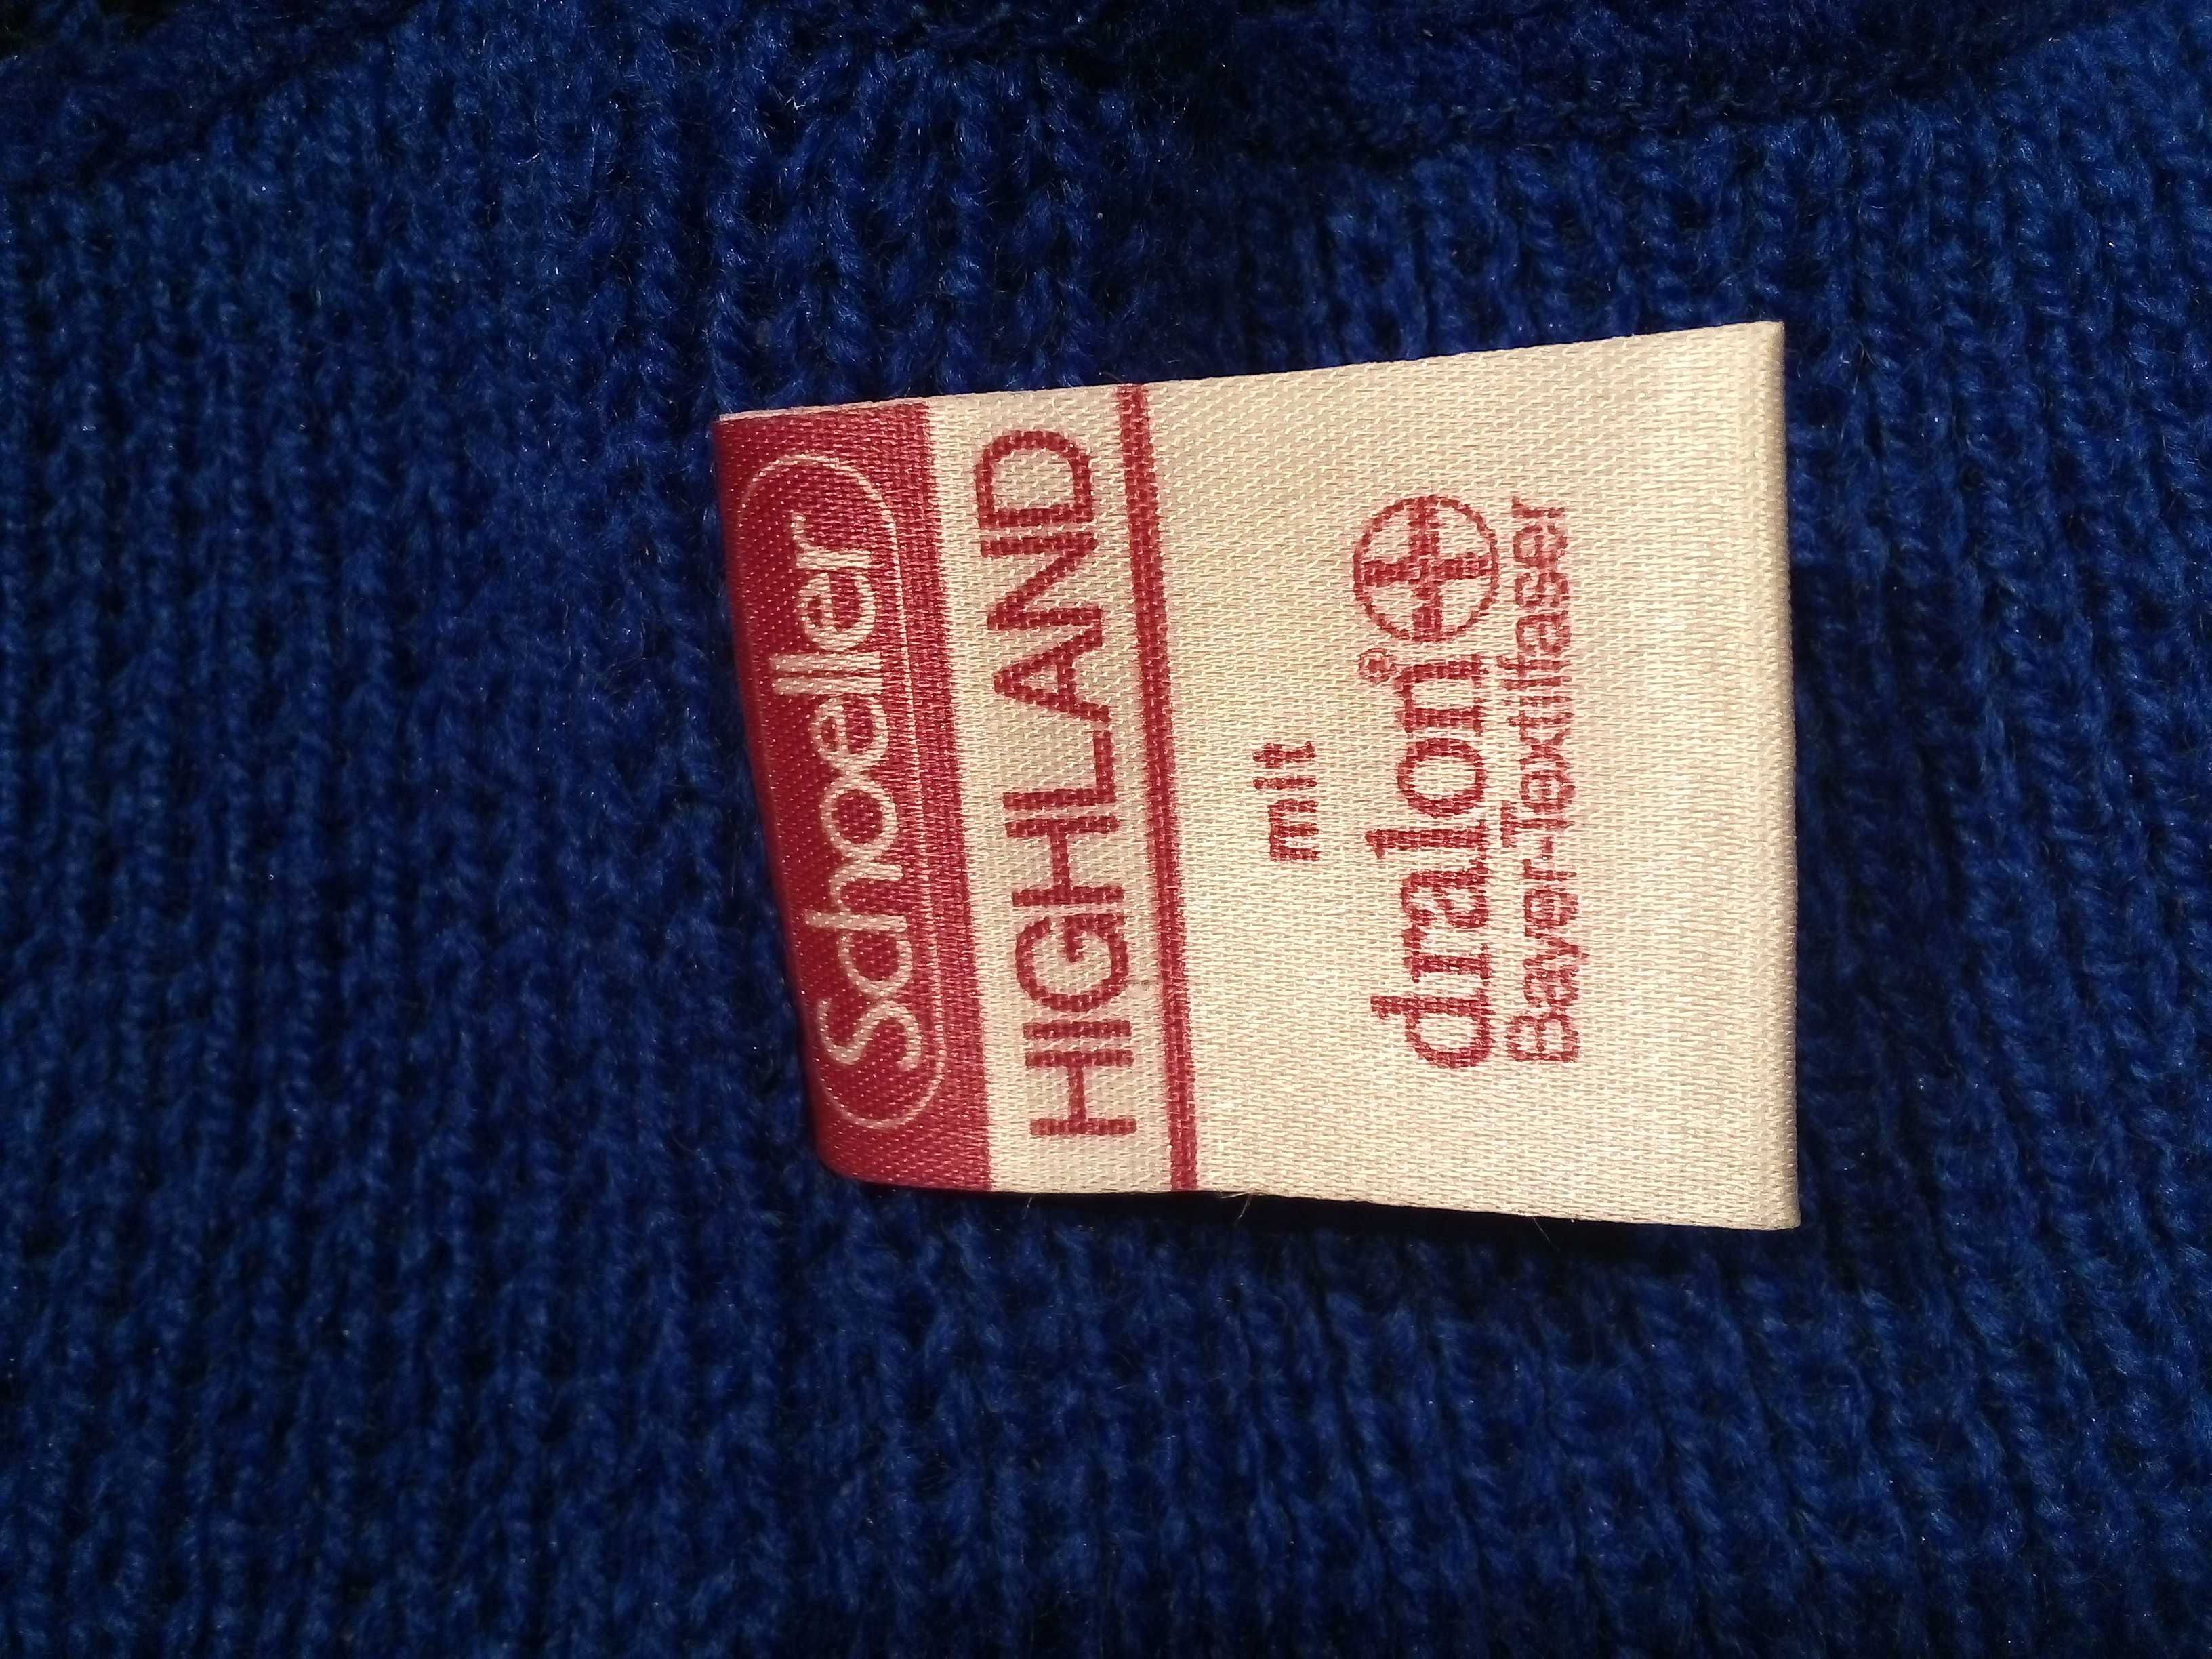 Schoeller
HIGHLAND
mit
dralon®
Bayer-Textilfaser